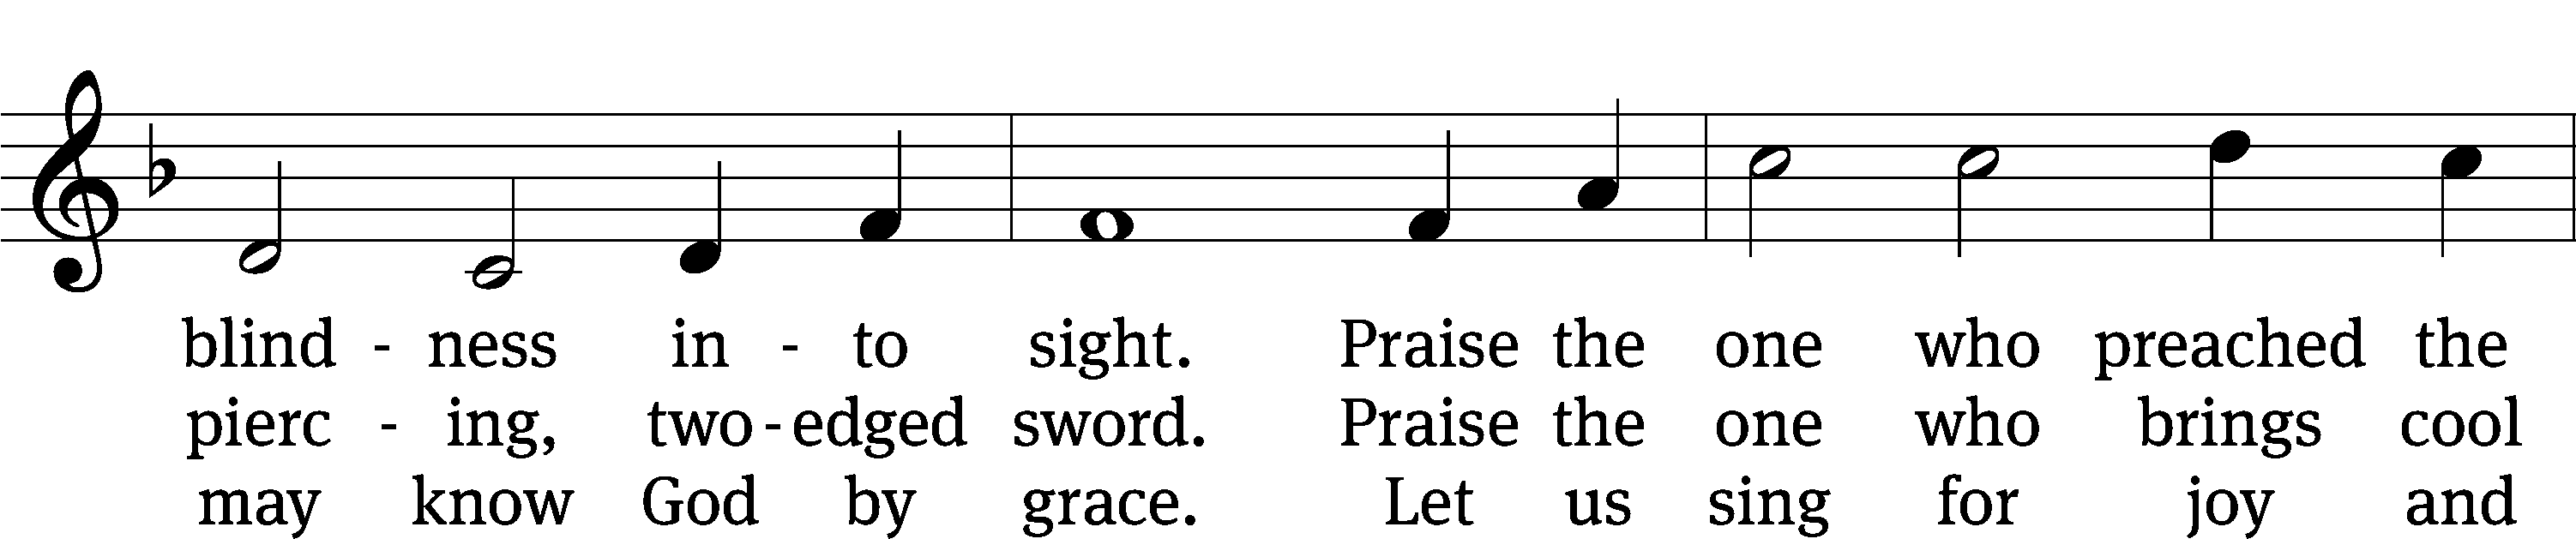 blind - ness in - to sight. Praise the one who preached the
pierc - ing, two - edged sword. Praise the one who brings cool
may know God by grace. Let us sing for joy and